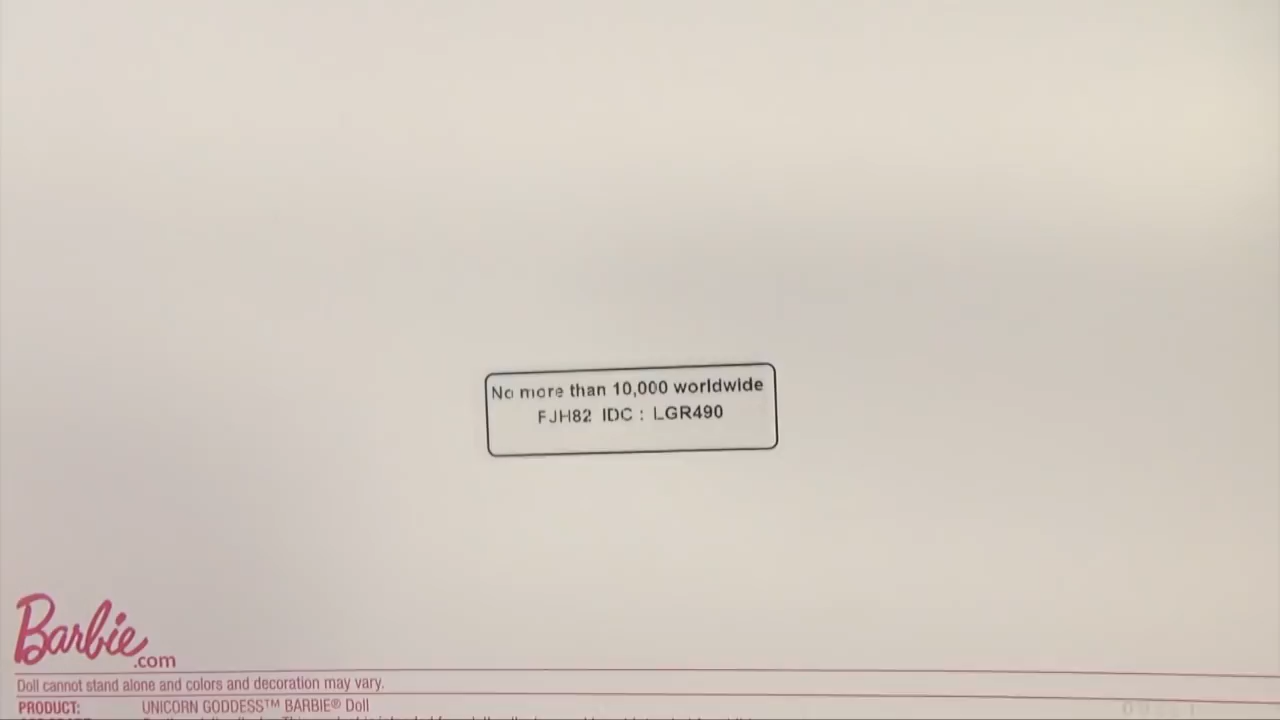 No more than 10,000 worldwide
FJH82 IDC : LGR490
Barbie
.com
Doll cannot stand alone and colors and decoration may vary.
PRODUCT: UNICORN GODDESS™ BARBIE® Doll